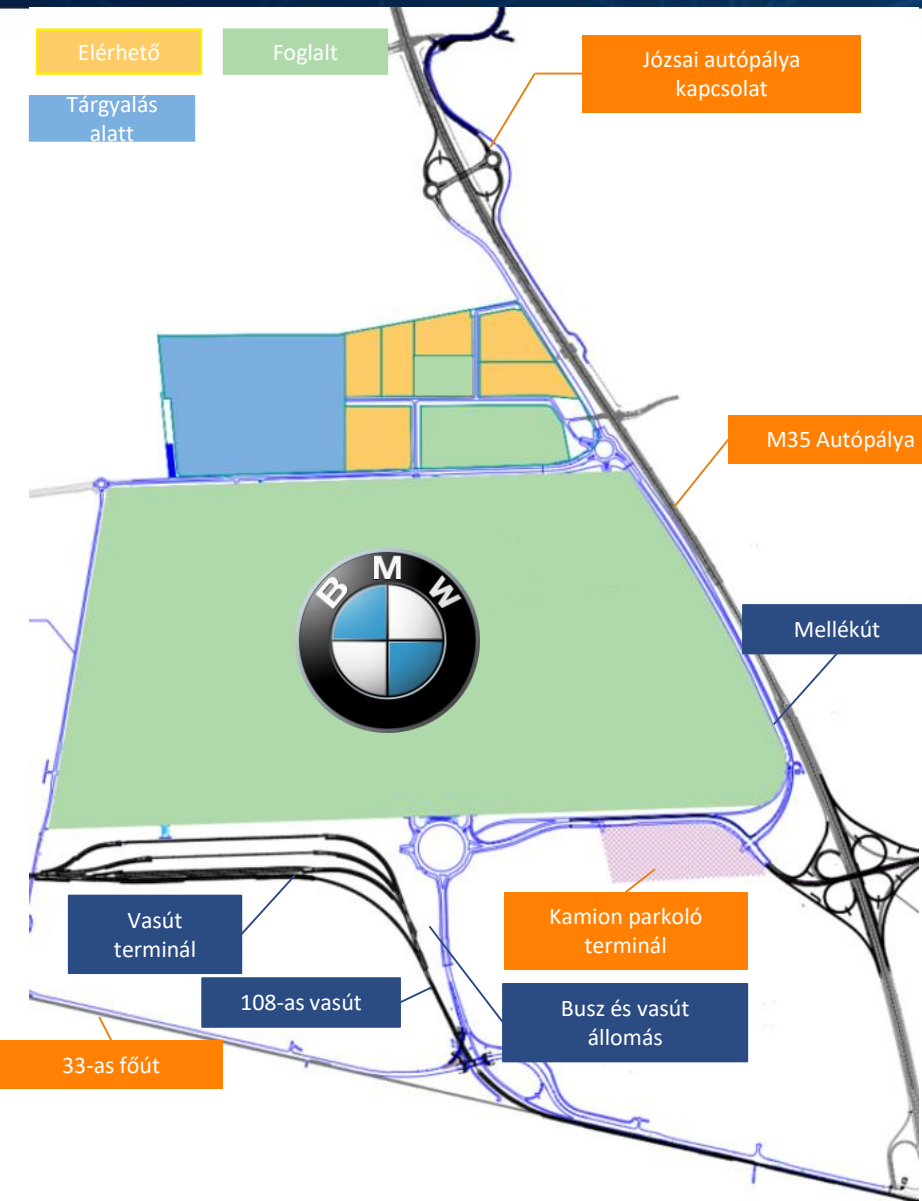 Elérhető
Foglalt
Tárgyalás
alatt
Józsai autópálya
kapcsolat
M35 Autópálya
BMW
Mellékút
Vasút
terminál
Kamion parkoló
terminál
108-as vasút
Busz és vasút
állomás
33-as főút